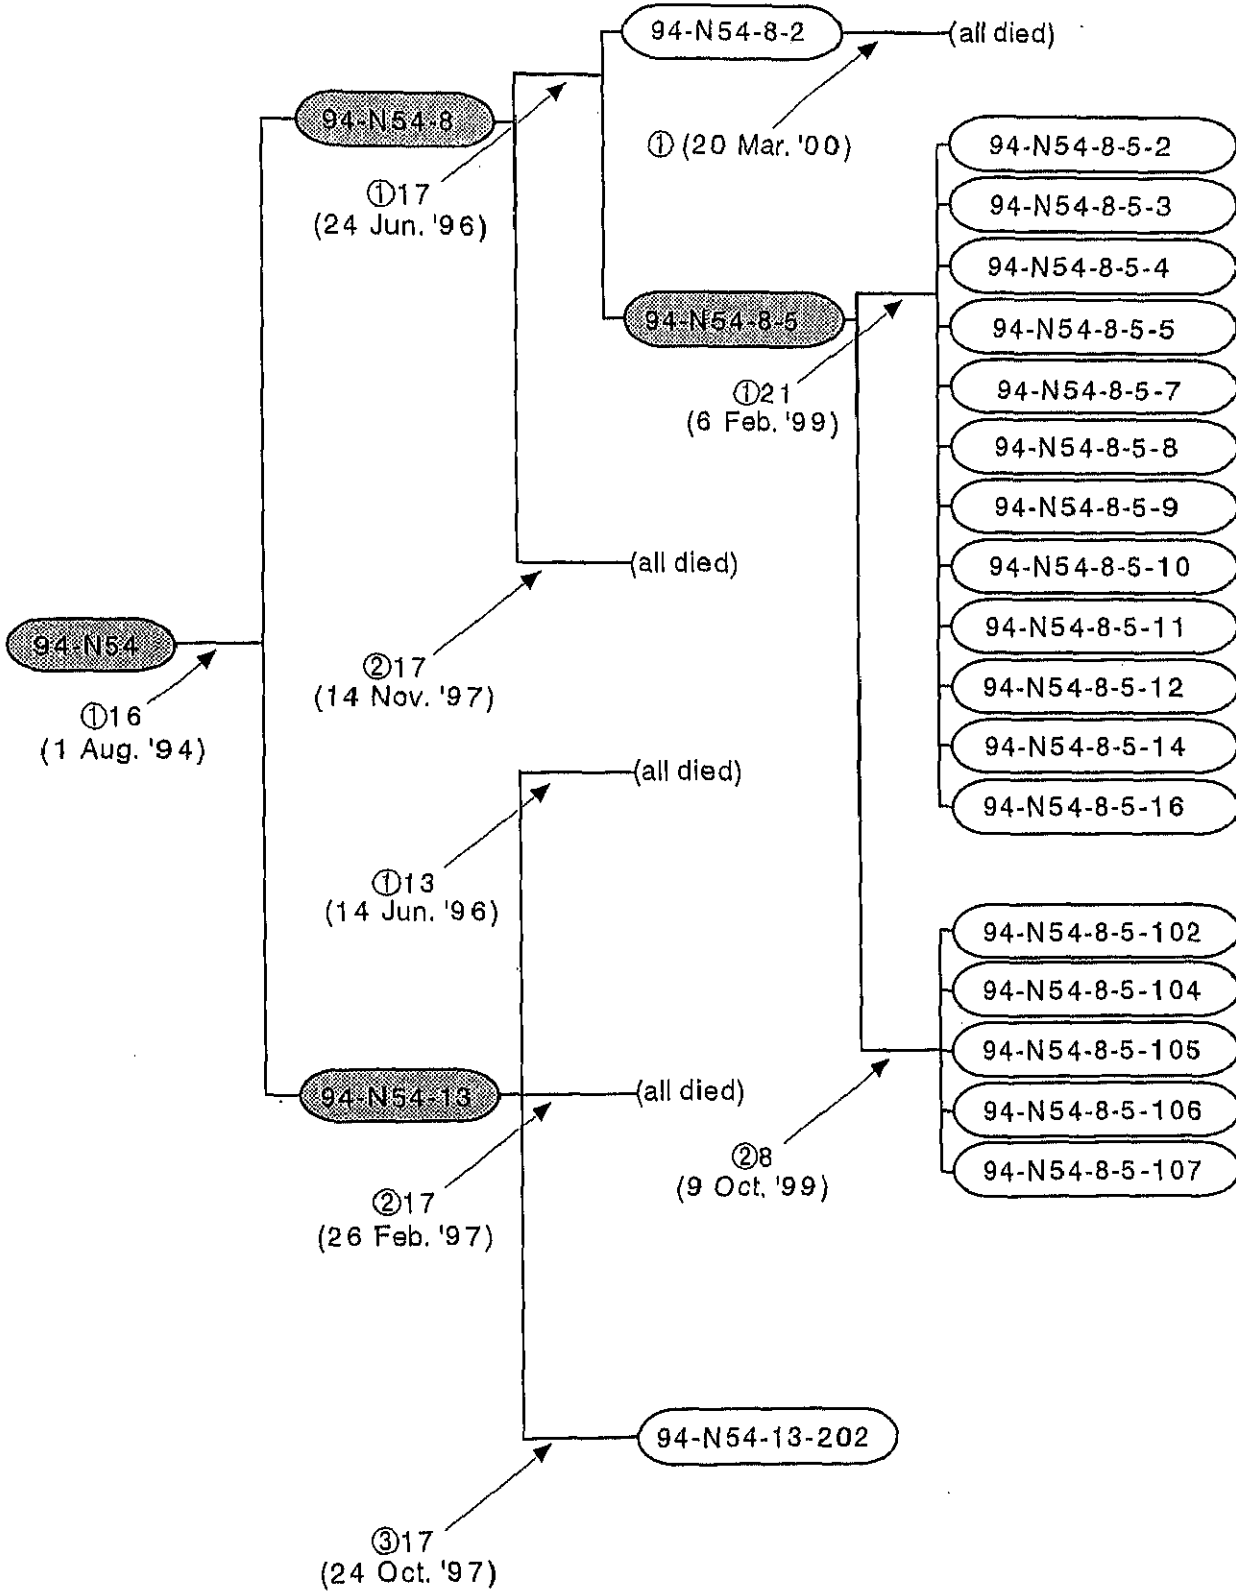 94-N54-8-2
(all died)
94-N54-8
① (20 Mar. '00)
94-N54-8-5-2
①17
(24 Jun. '96)
94-N54-8-5-3
94-N54-8-5-4
94-N54-8-5
94-N54-8-5-5
①21
(6 Feb. '99)
94-N54-8-5-7
94-N54-8-5-8
94-N54-8-5-9
(all died)
94-N54-8-5-10
94-N54
94-N54-8-5-11
②17
(14 Nov. '97)
94-N54-8-5-12
①16
(1 Aug. '94)
94-N54-8-5-14
(all died)
94-N54-8-5-16
①13
(14 Jun. '96)
94-N54-8-5-102
94-N54-8-5-104
94-N54-8-5-105
94-N54-13
(all died)
94-N54-8-5-106
②8
(9 Oct. '99)
94-N54-8-5-107
②17
(26 Feb. '97)
94-N54-13-202
③17
(24 Oct. '97)